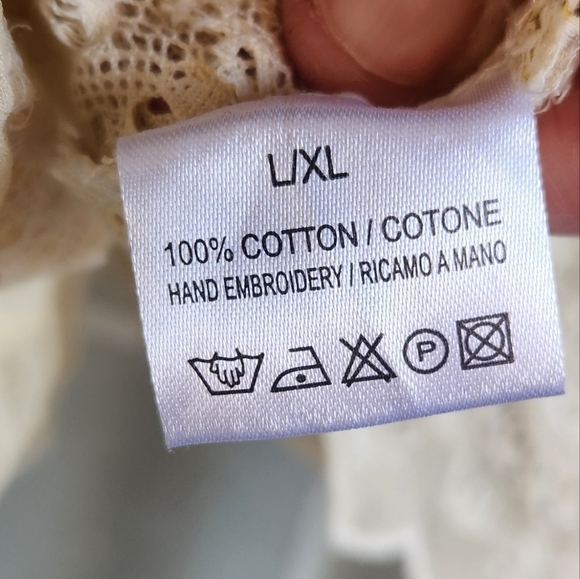 L/XL
100% COTTON / COTONE
HAND EMBROIDERY / RICAMO A MANO
P